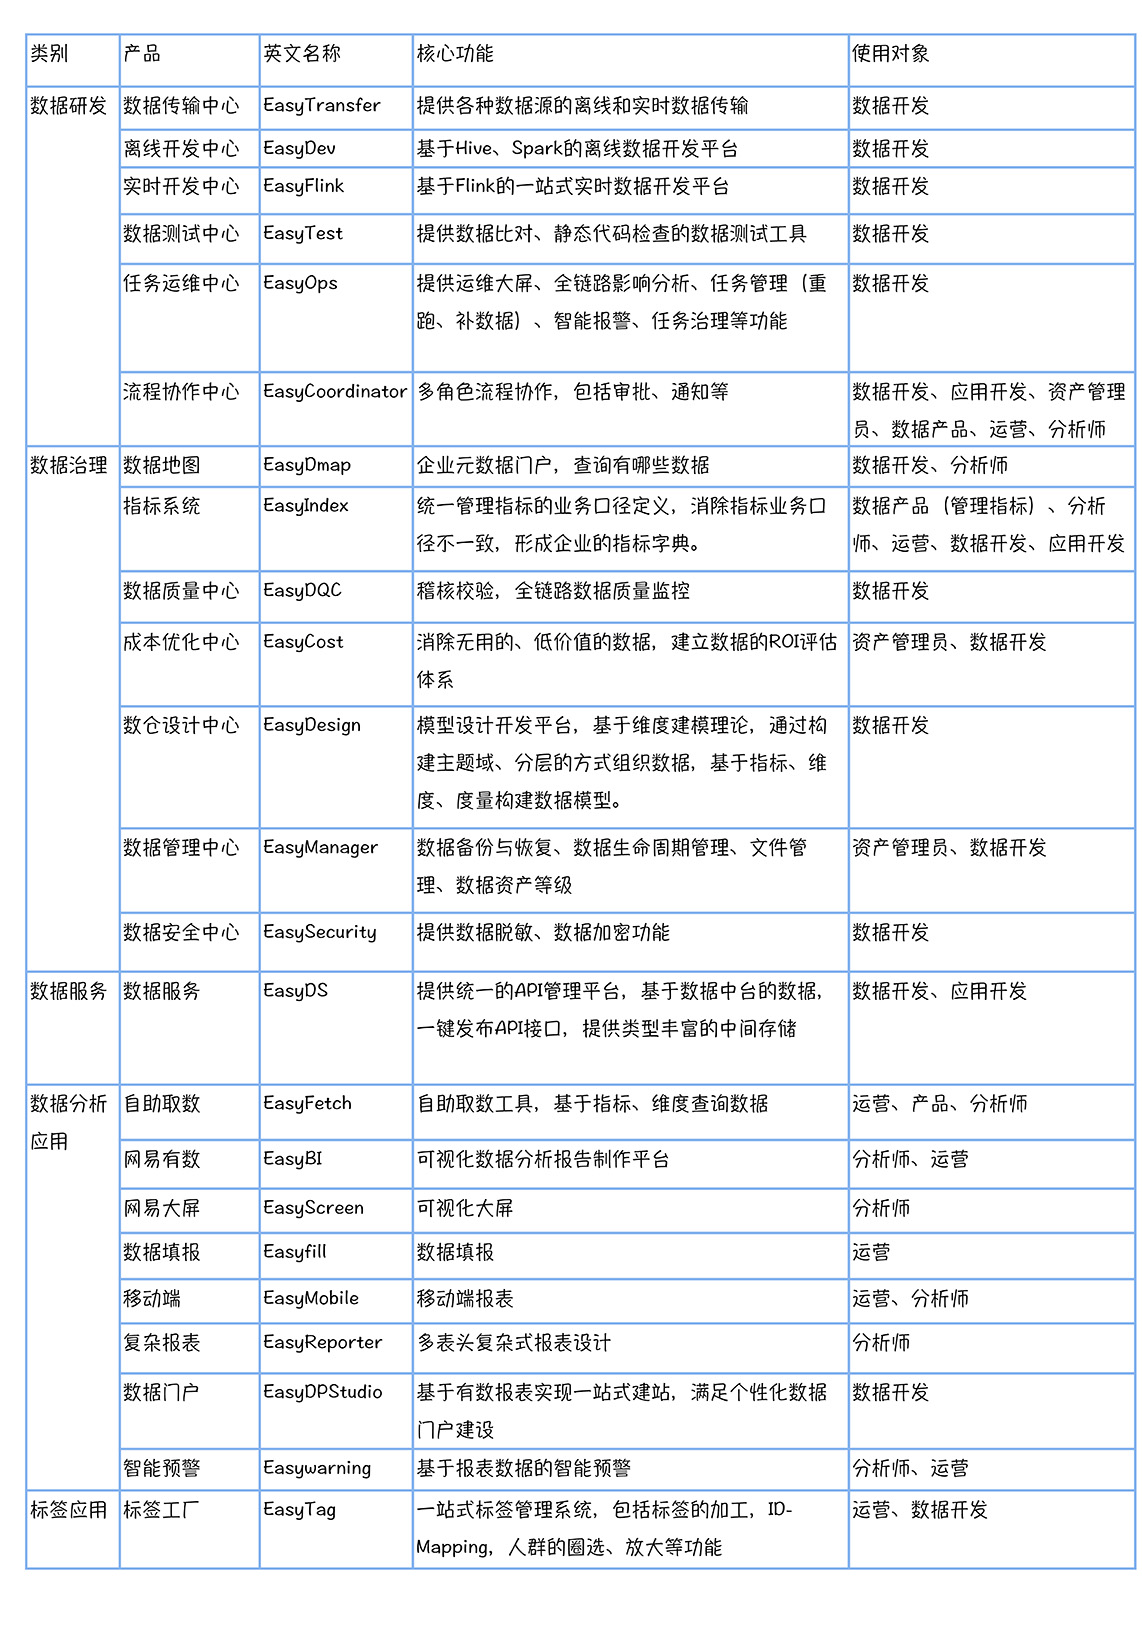 类别 产品 英文名称 核心功能 使用对象
数据研发 数据传输中心 EasyTransfer 提供各种数据源的离线和实时数据传输 数据开发
离线开发中心 EasyDev 基于Hive、Spark的离线数据开发平台 数据开发
实时开发中心 EasyFlink 基于Flink的一站式实时数据开发平台 数据开发
数据测试中心 EasyTest 提供数据比对、静态代码检查的数据测试工具 数据开发
任务运维中心 EasyOps 提供运维大屏、全链路影响分析、任务管理（重 数据开发
跑、补数据）、智能报警、任务治理等功能
流程协作中心 EasyCoordinator 多角色流程协作，包括审批、通知等 数据开发、应用开发、资产管理
员、数据产品、运营、分析师
数据治理 数据地图 EasyDmap 企业元数据门户，查询有哪些数据 数据开发、分析师
指标系统 EasyIndex 统一管理指标的业务口径定义，消除指标业务口 数据产品（管理指标）、分析
径不一致，形成企业的指标字典。 师、运营、数据开发、应用开发
数据质量中心 EasyDQC 稽核校验，全链路数据质量监控 数据开发
成本优化中心 EasyCost 消除无用的、低价值的数据，建立数据的ROI评估 资产管理员、数据开发
体系
数仓设计中心 EasyDesign 模型设计开发平台，基于维度建模理论，通过构 数据开发
建主题域、分层的方式组织数据，基于指标、维
度、度量构建数据模型。
数据管理中心 EasyManager 数据备份与恢复、数据生命周期管理、文件管 资产管理员、数据开发
理、数据资产等级
数据安全中心 EasySecurity 提供数据脱敏、数据加密功能 数据开发
数据服务 数据服务 EasyDS 提供统一的API管理平台，基于数据中台的数据， 数据开发、应用开发
一键发布API接口，提供类型丰富的中间存储
数据分析 自助取数 EasyFetch 自助取数工具，基于指标、维度查询数据 运营、产品、分析师
应用
网易有数 EasyBI 可视化数据分析报告制作平台 分析师、运营
网易大屏 EasyScreen 可视化大屏 分析师
数据填报 Easyfill 数据填报 运营
移动端 EasyMobile 移动端报表 运营、分析师
复杂报表 EasyReporter 多表头复杂式报表设计 分析师
数据门户 EasyDPStudio 基于有数报表实现一站式建站，满足个性化数据 数据开发
门户建设
智能预警 Easywarning 基于报表数据的智能预警 分析师、运营
标签应用 标签工厂 EasyTag 一站式标签管理系统，包括标签的加工，ID- 运营、数据开发
Mapping，人群的圈选、放大等功能